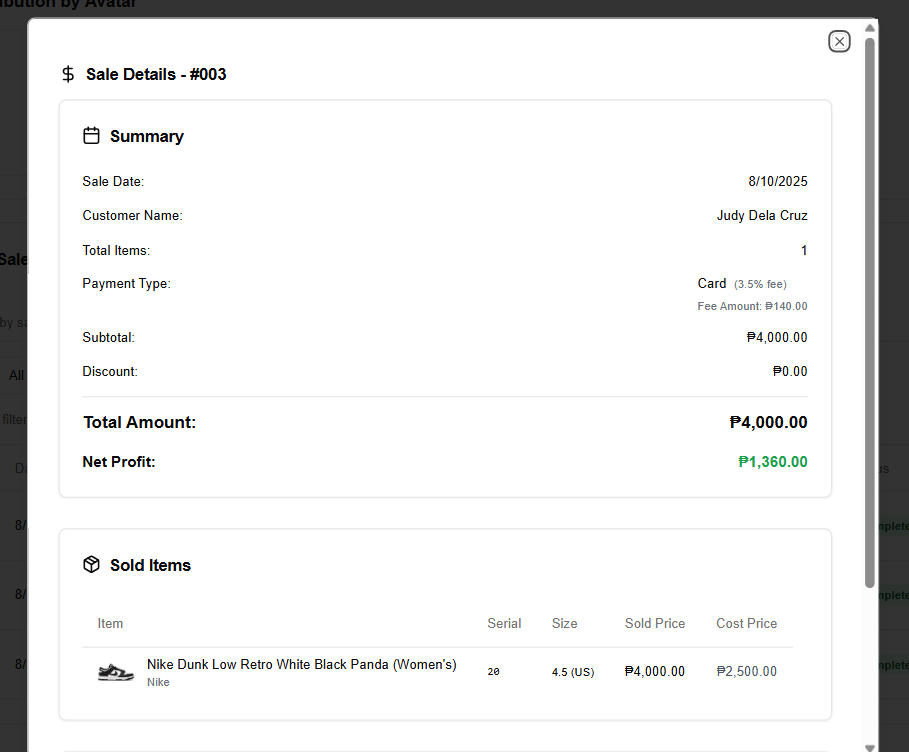 bution by Avatar
$ Sale Details - #003
Summary
Sale Date: 8/10/2025
Customer Name: Judy Dela Cruz
Sale
Total Items: 1
Payment Type: Card (3.5% fee)
Fee Amount: ₱140.00
by sa
Subtotal: ₱4,000.00
Discount: ₱0.00
All
filter
Total Amount: ₱4,000.00
Net Profit: ₱1,360.00
Da
us
8/
mplete
Sold Items
8/
mplete
Item Serial Size Sold Price Cost Price
Nike Dunk Low Retro White Black Panda (Women's) 20 4.5 (US) ₱4,000.00 ₱2,500.00
Nike
8/
mplete